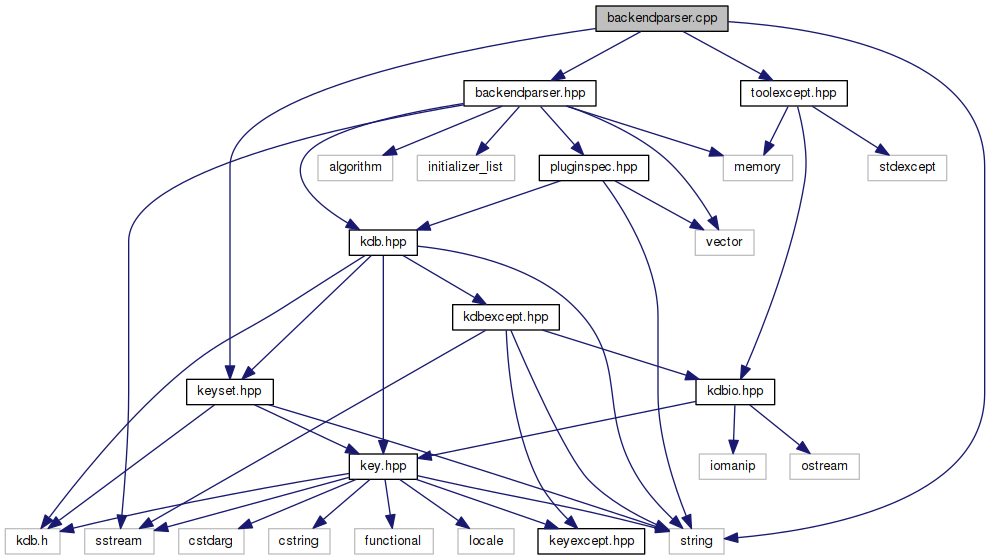 backendparser.cpp
backendparser.hpp
toolexcept.hpp
algorithm
initializer_list
pluginspec.hpp
memory
stdexcept
kdb.hpp
vector
kdbexcept.hpp
keyset.hpp
kdbio.hpp
key.hpp
iomanip
ostream
kdb.h
sstream
cstdarg
cstring
functional
locale
keyexcept.hpp
string